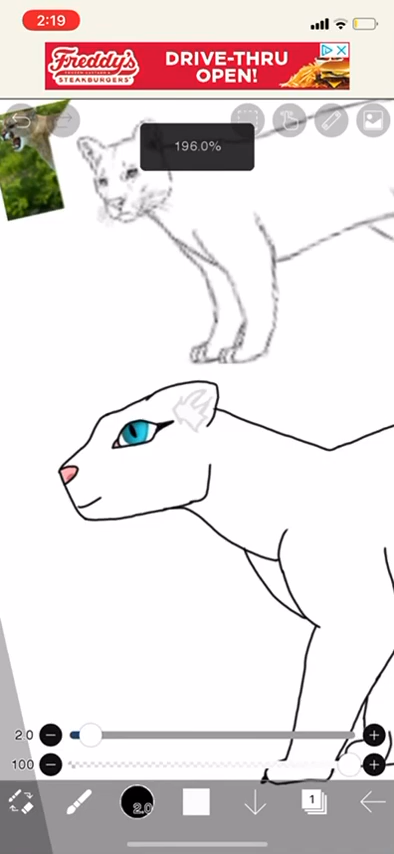 2:19
Freddy's
FROZEN CUSTARD &
STEAKBURGERS
DRIVE-THRU
OPEN!
196.0%
2.0
100
2.0
1